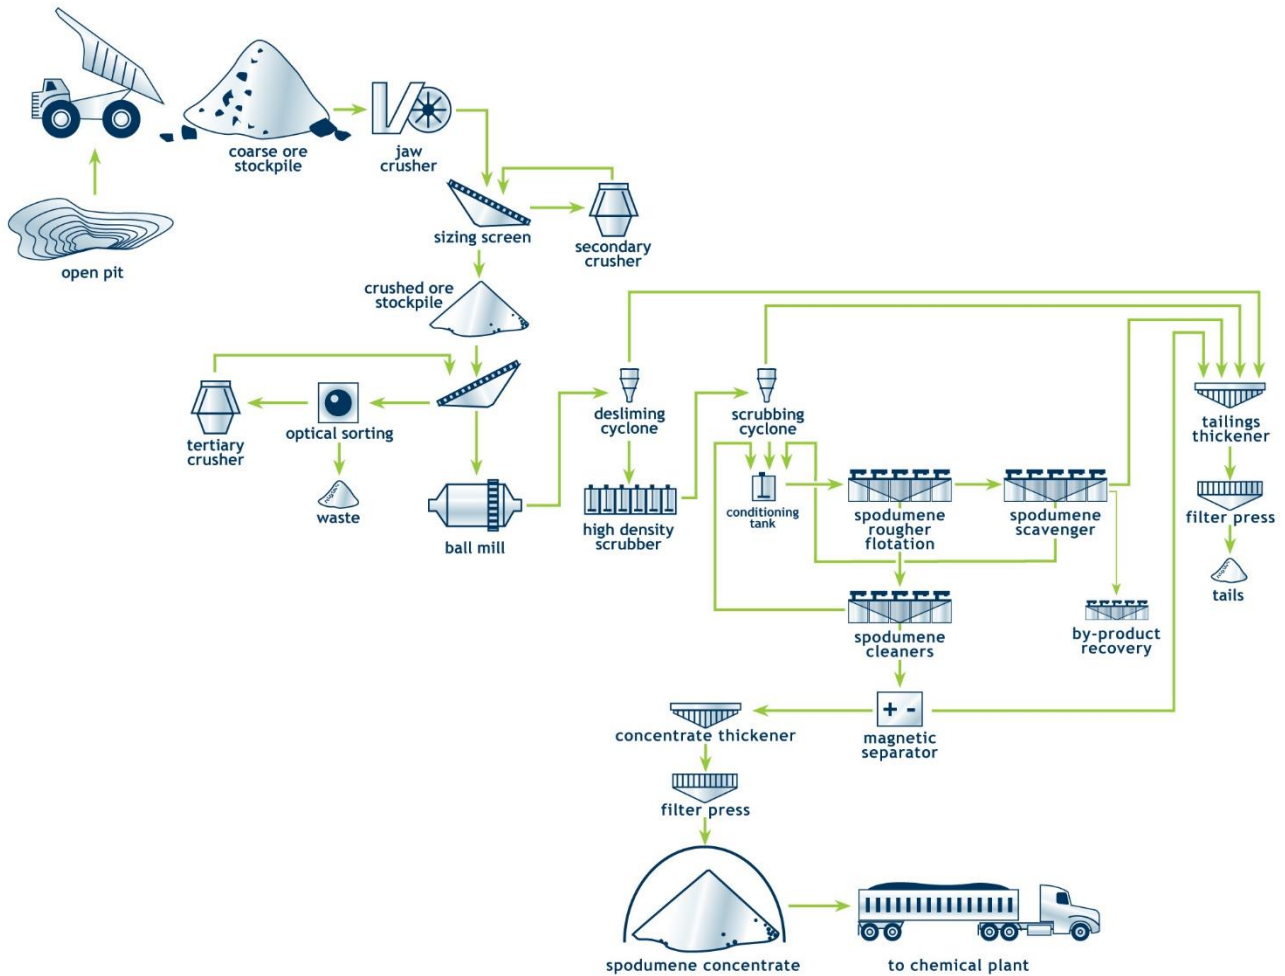 coarse ore
stockpile
jaw
crusher
open pit
sizing screen
secondary
crusher
crushed ore
stockpile
tertiary
crusher
optical sorting
waste
ball mill
desliming
cyclone
high density
scrubber
scrubbing
cyclone
conditioning
tank
spodumene
rougher
flotation
spodumene
scavenger
tailings
thickener
filter press
tails
by-product
recovery
spodumene
cleaners
+ -
magnetic
separator
concentrate thickener
filter press
spodumene concentrate
to chemical plant